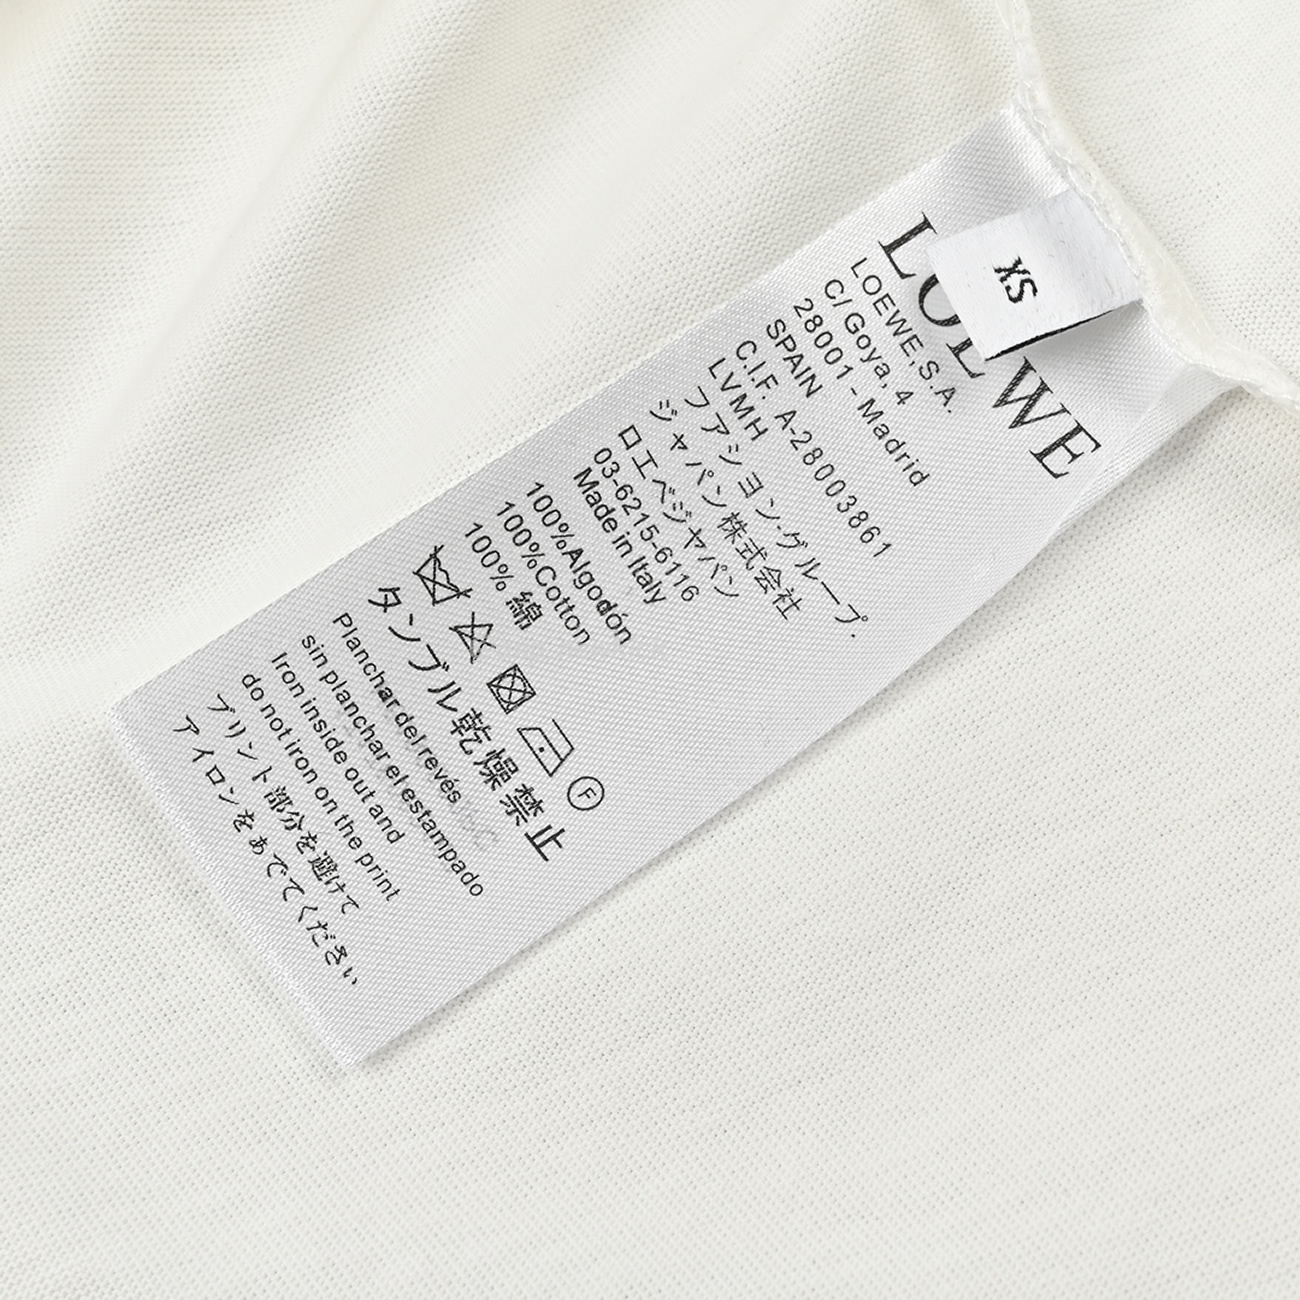 LOEWE
XS
LOEWE,S.A.
C/ Goya, 4
28001 - Madrid
SPAIN
C.I.F. A-28003861
LVMH
フアシヨン·グループ.
ジャパン株式会社
ロエベジヤパン
03-6215-6116
Made in Italy
100%Algodón
100%Cotton
100% 綿
F
タンブル乾燥禁止
Planchar del revés
sin planchar el estampado
Iron inside out and
do not iron on the print
プリント部分を避けて
アイロンをあててください